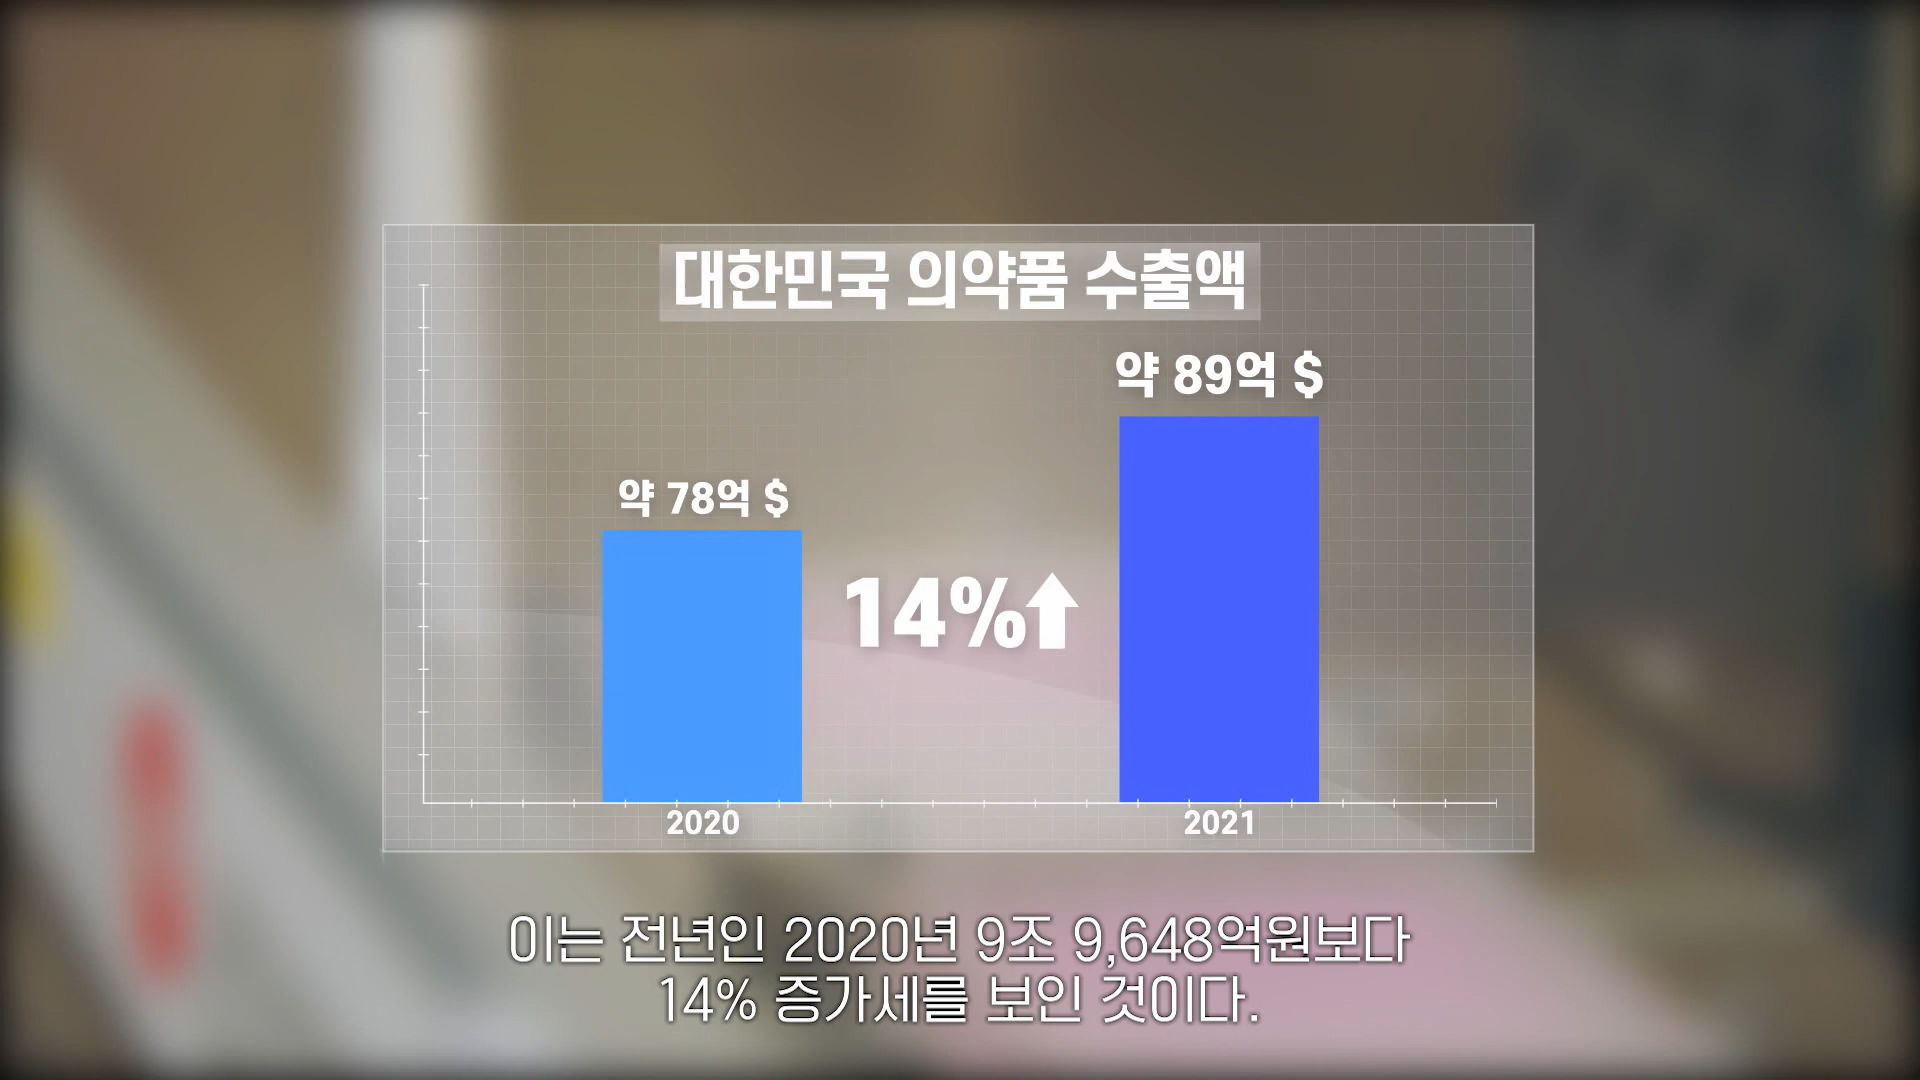 대한민국 의약품 수출액
약 89억 $
약 78억 $
14%
2020
2021
이는 전년인 2020년 9조 9,648억원보다
14% 증가세를 보인 것이다.